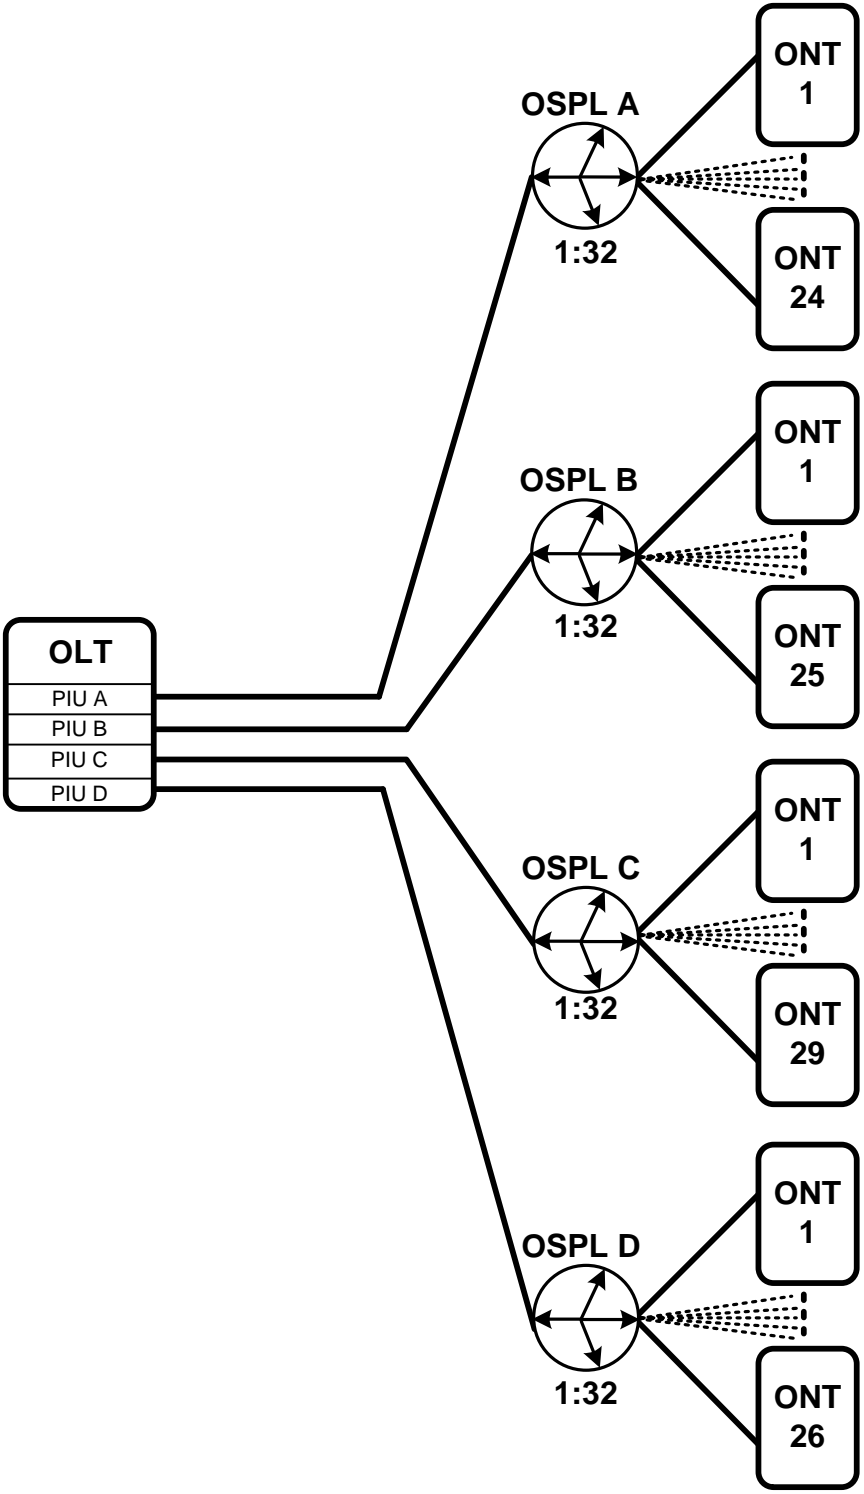 OLT
PIU A
PIU B
PIU C
PIU D
OSPL A
1:32
ONT
1
ONT
24
OSPL B
1:32
ONT
1
ONT
25
OSPL C
1:32
ONT
1
ONT
29
OSPL D
1:32
ONT
1
ONT
26